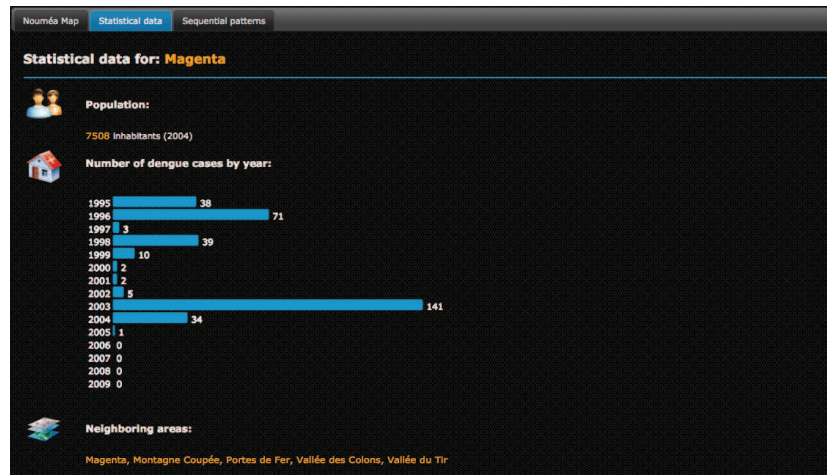 Nouméa Map Statistical data Sequential patterns
Statistical data for: Magenta
Population:
7508 inhabitants (2004)
Number of dengue cases by year:
1995 38
1996 71
1997 3
1998 39
1999 10
2000 2
2001 2
2002 5
2003 141
2004 34
2005 1
2006 0
2007 0
2008 0
2009 0
Neighboring areas:
Magenta, Montagne Coupée, Portes de Fer, Vallée des Colons, Vallée du Tir